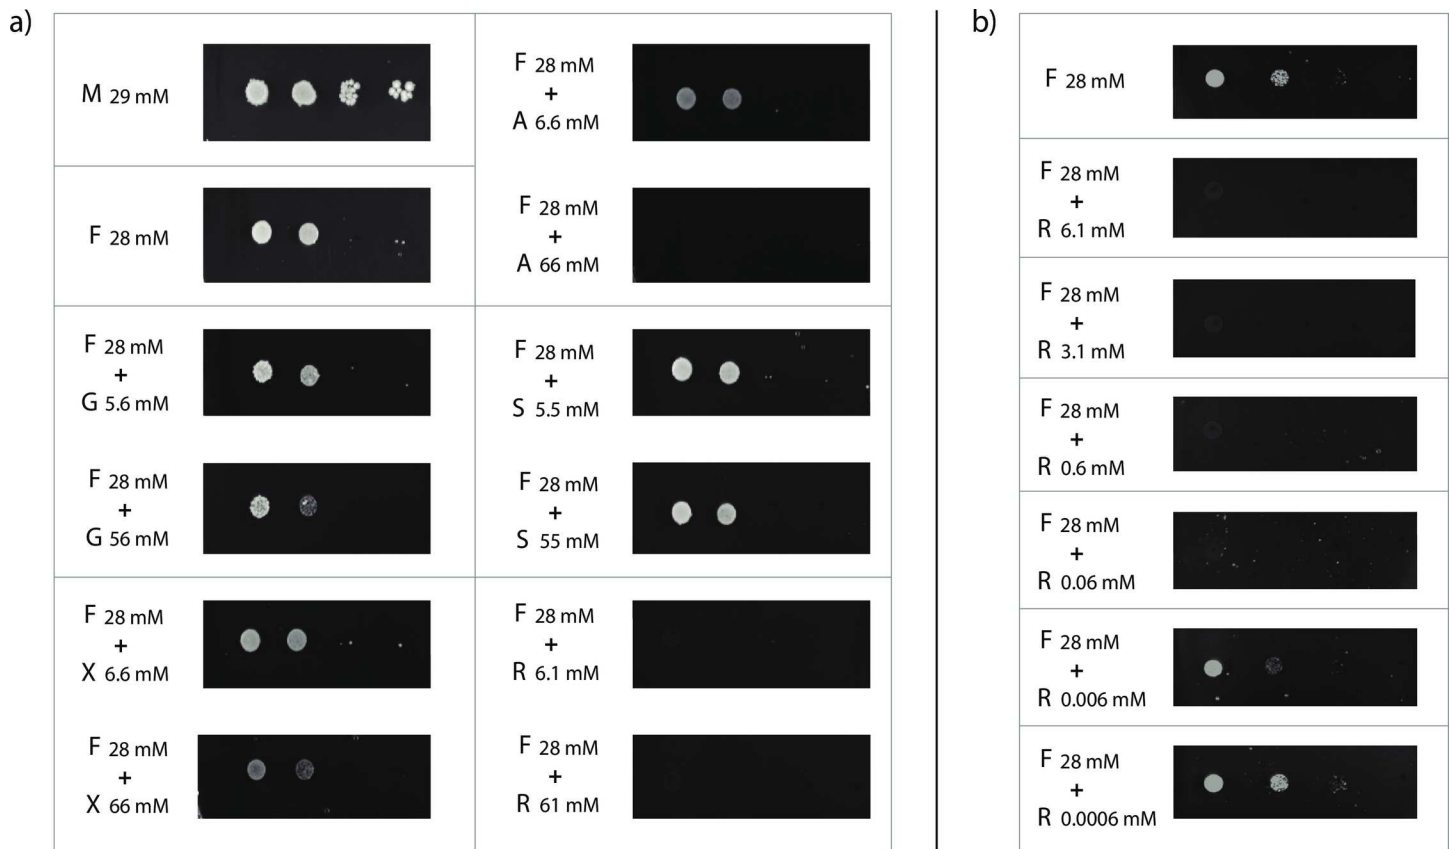 a)
M 29 mM
F 28 mM
F 28 mM
+
G 5.6 mM
F 28 mM
+
G 56 mM
F 28 mM
+
X 6.6 mM
F 28 mM
+
X 66 mM
F 28 mM
+
A 6.6 mM
F 28 mM
+
A 66 mM
F 28 mM
+
S 5.5 mM
F 28 mM
+
S 55 mM
F 28 mM
+
R 6.1 mM
F 28 mM
+
R 61 mM
b)
F 28 mM
F 28 mM
+
R 6.1 mM
F 28 mM
+
R 3.1 mM
F 28 mM
+
R 0.6 mM
F 28 mM
+
R 0.06 mM
F 28 mM
+
R 0.006 mM
F 28 mM
+
R 0.0006 mM